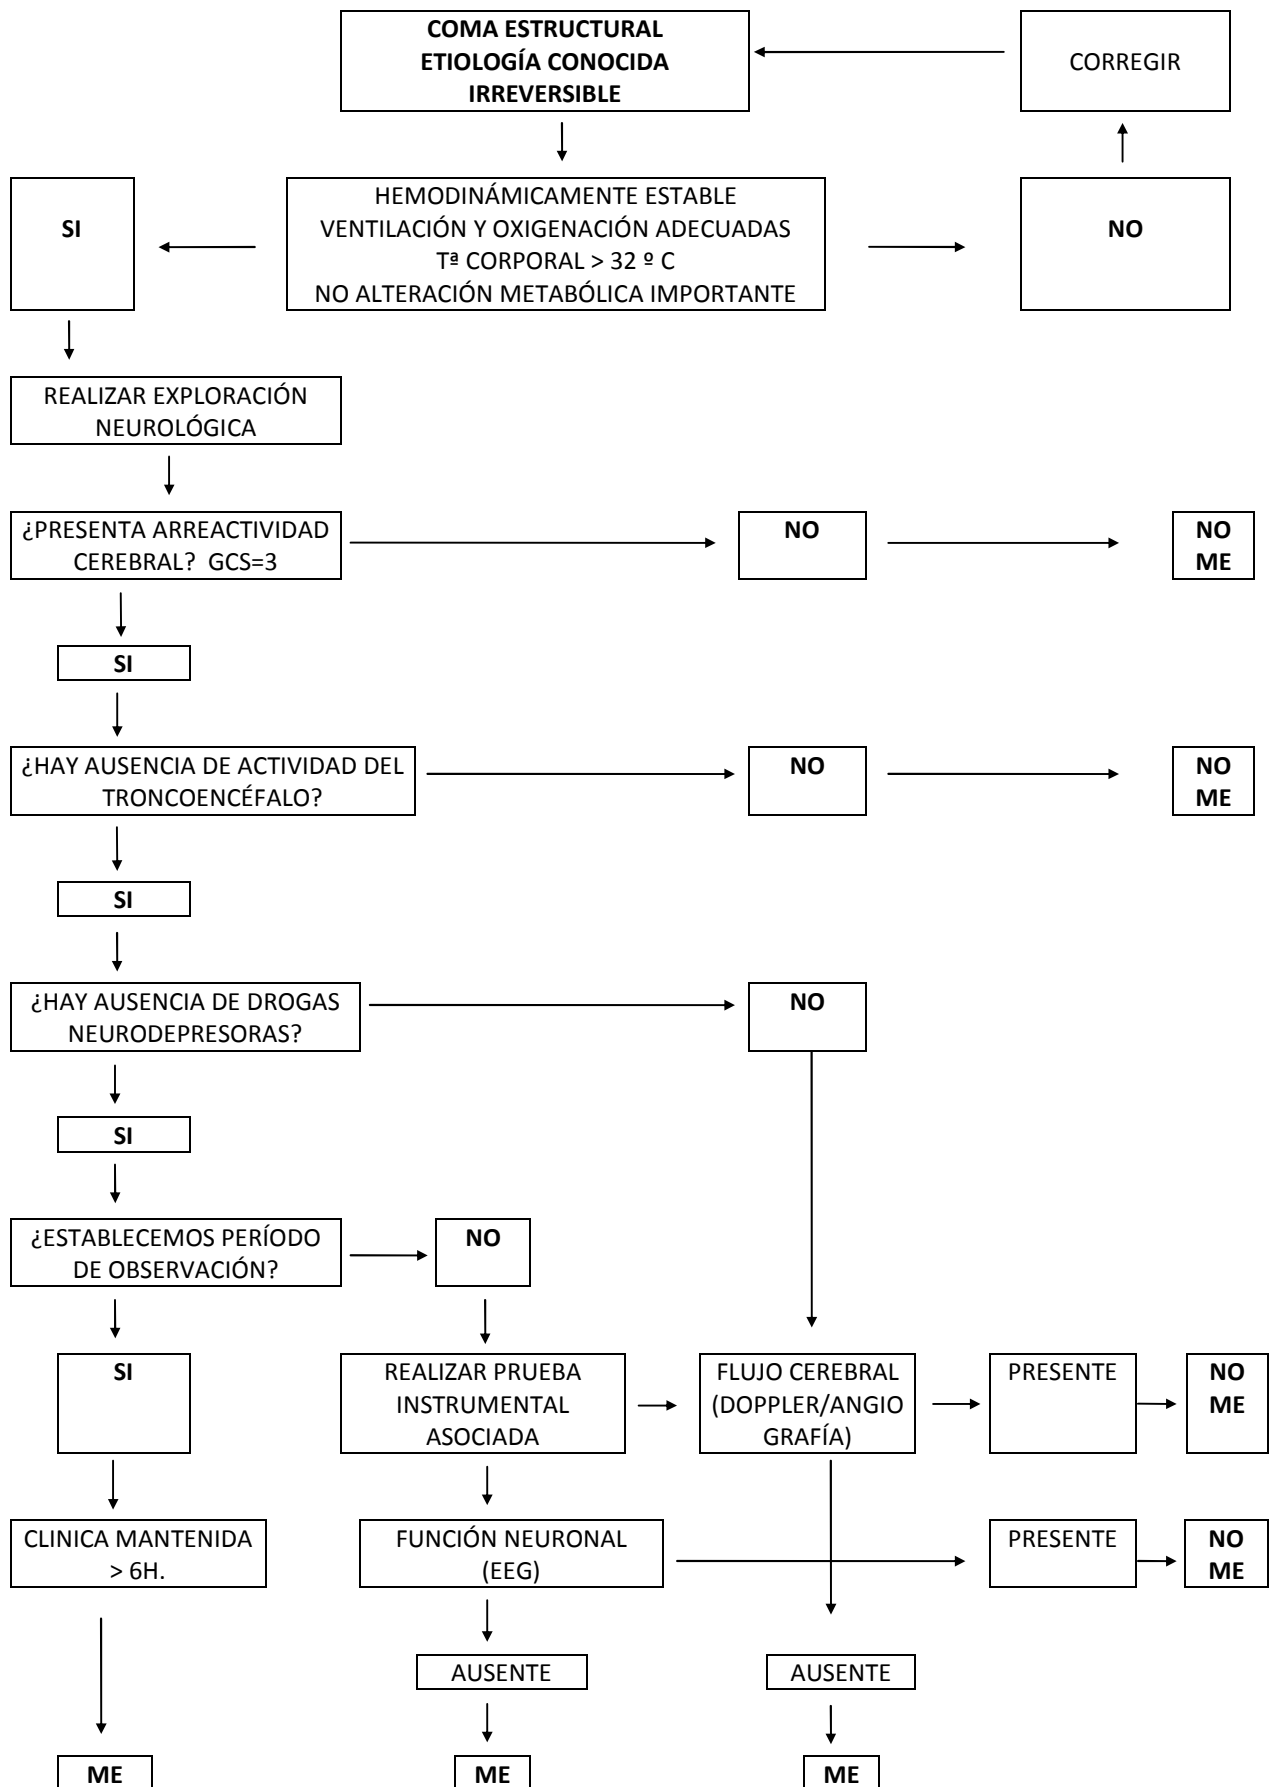 COMA ESTRUCTURAL
ETIOLOGÍA CONOCIDA
IRREVERSIBLE
CORREGIR
SI
HEMODINÁMICAMENTE ESTABLE
VENTILACIÓN Y OXIGENACIÓN ADECUADAS
Tª CORPORAL > 32 º C
NO ALTERACIÓN METABÓLICA IMPORTANTE
NO
REALIZAR EXPLORACIÓN
NEUROLÓGICA
¿PRESENTA ARREACTIVIDAD
CEREBRAL? GCS=3
NO
NO
ME
SI
¿HAY AUSENCIA DE ACTIVIDAD DEL
TRONCOENCÉFALO?
NO
NO
ME
SI
¿HAY AUSENCIA DE DROGAS
NEURODEPRESORAS?
NO
SI
¿ESTABLECEMOS PERÍODO
DE OBSERVACIÓN?
NO
SI
REALIZAR PRUEBA
INSTRUMENTAL
ASOCIADA
FLUJO CEREBRAL
(DOPPLER/ANGIO
GRAFÍA)
PRESENTE
NO
ME
CLINICA MANTENIDA
> 6H.
FUNCIÓN NEURONAL
(EEG)
PRESENTE
NO
ME
AUSENTE
AUSENTE
ME
ME
ME